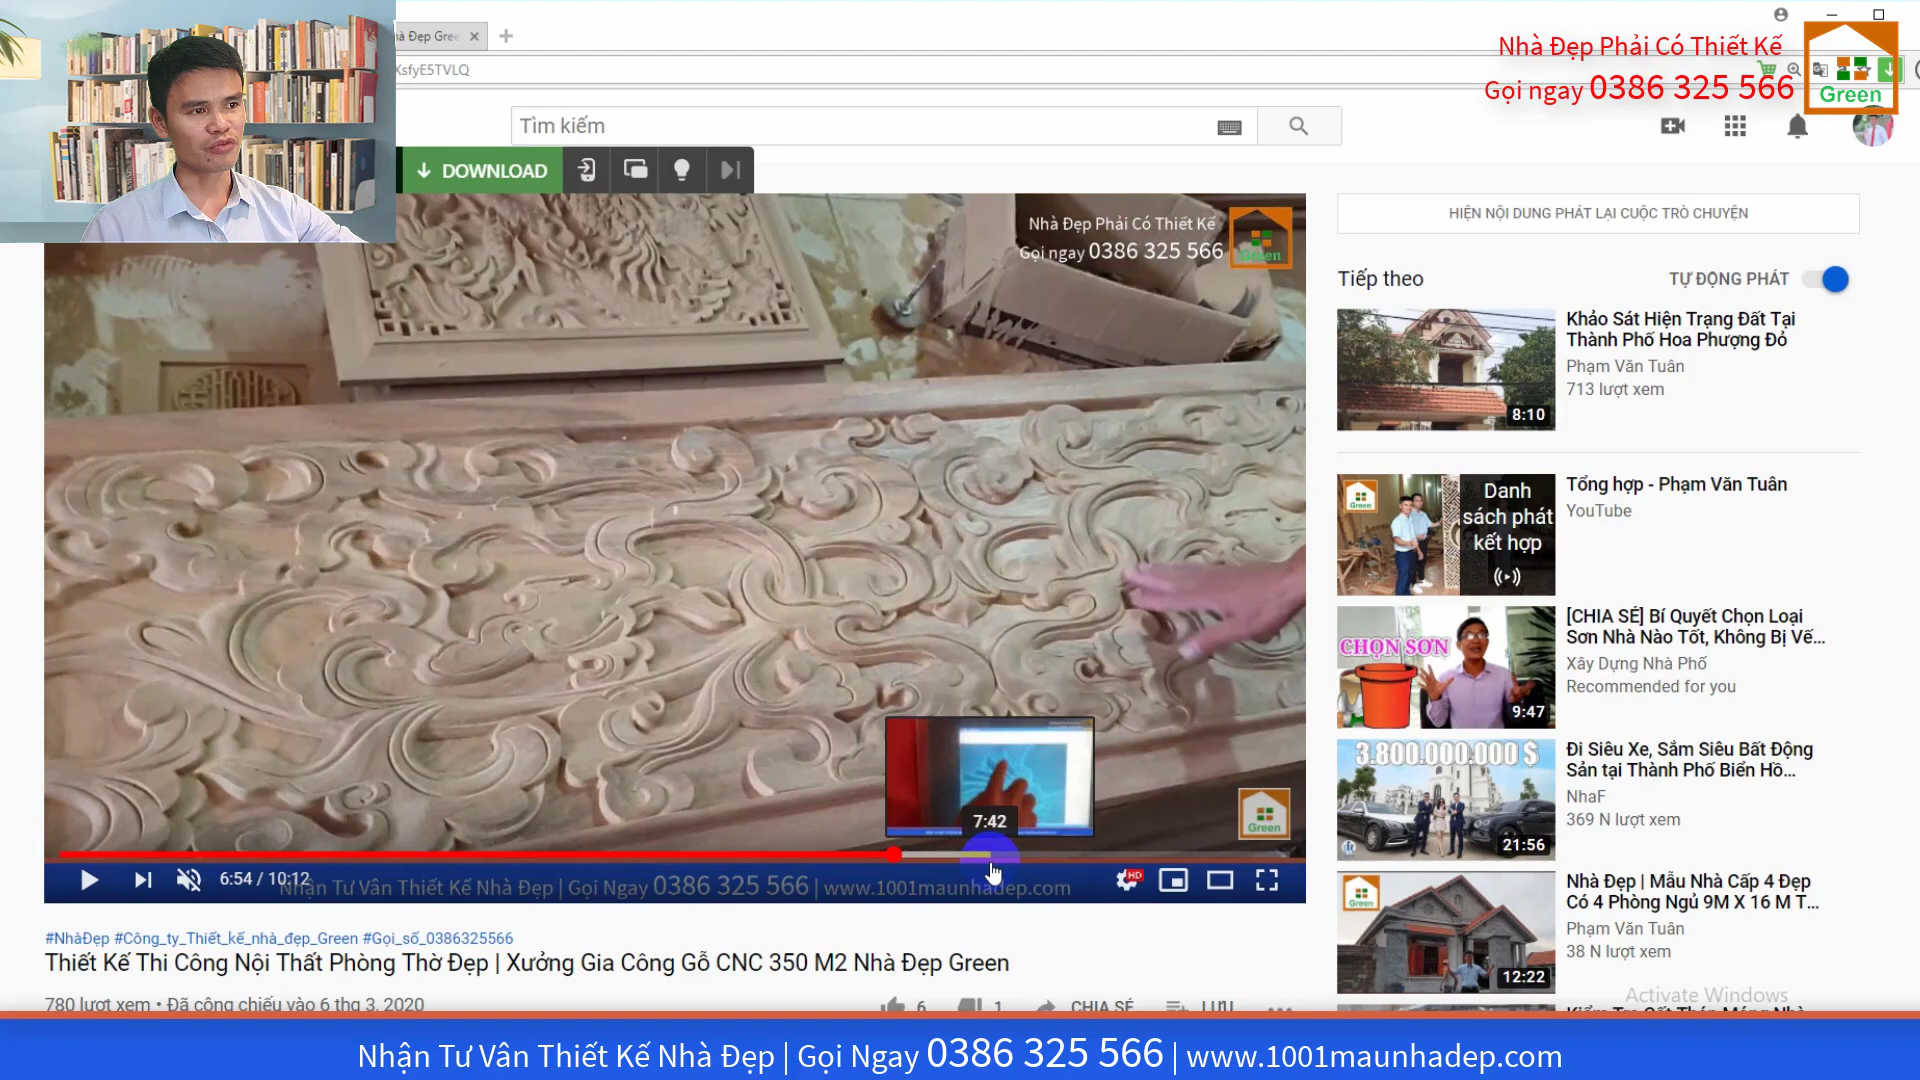 hà Đẹp Gree
XsfyE5TVLQ
Nhà Đẹp Phải Có Thiết Kế
Gọi ngay 0386 325 566
Green
Tìm kiếm
DOWNLOAD
Nhà Đẹp Phải Có Thiết Kế
Gọi ngay 0386 325 566
Green
HIỆN NỘI DUNG PHÁT LẠI CUỘC TRÒ CHUYỆN
Tiếp theo
TỰ ĐỘNG PHÁT
Khảo Sát Hiện Trạng Đất Tại
Thành Phố Hoa Phượng Đỏ
Phạm Văn Tuân
713 lượt xem
8:10
Green
Danh
sách phát
kết hợp
Tổng hợp - Phạm Văn Tuân
YouTube
CHỌN SƠN
9:47
[CHIA SẺ] Bí Quyết Chọn Loại
Sơn Nhà Nào Tốt, Không Bị Vế...
Xây Dựng Nhà Phố
Recommended for you
3.800.000.000 $
21:56
Đi Siêu Xe, Sắm Siêu Bất Động
Sản tại Thành Phố Biển Hồ...
NhaF
369 N lượt xem
Green
12:22
Nhà Đẹp | Mẫu Nhà Cấp 4 Đẹp
Có 4 Phòng Ngủ 9M X 16 M T...
Phạm Văn Tuân
38 N lượt xem
7:42
Green
6:54 / 10:12
HD
Nhận Tư Vân Thiết Kế Nhà Đẹp | Gọi Ngay 0386 325 566 | www.1001maunhadep.com
#NhàĐẹp #Công_ty_Thiết_kế_nhà_đẹp_Green #Gọi_số_0386325566
Thiết Kế Thi Công Nội Thất Phòng Thờ Đẹp | Xưởng Gia Công Gỗ CNC 350 M2 Nhà Đẹp Green
780 lượt xem • Đã công chiếu vào 6 thg 3, 2020
6
1
CHIA SẺ
LƯU
Activate Windows
Nhận Tư Vân Thiết Kế Nhà Đẹp | Gọi Ngay 0386 325 566 | www.1001maunhadep.com